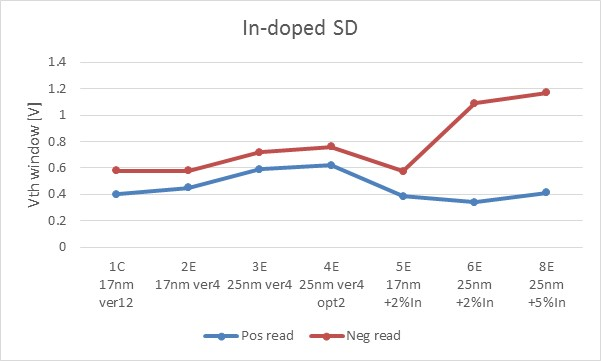 In-doped SD
1.4
1.2
1
0.8
0.6
0.4
0.2
0
Vth window [V]
1C 2E 3E 4E 5E 6E 8E
17nm 17nm ver4 25nm ver4 25nm ver4 17nm 25nm 25nm
ver12 opt2 +2%In +2%In +5%In
Pos read Neg read